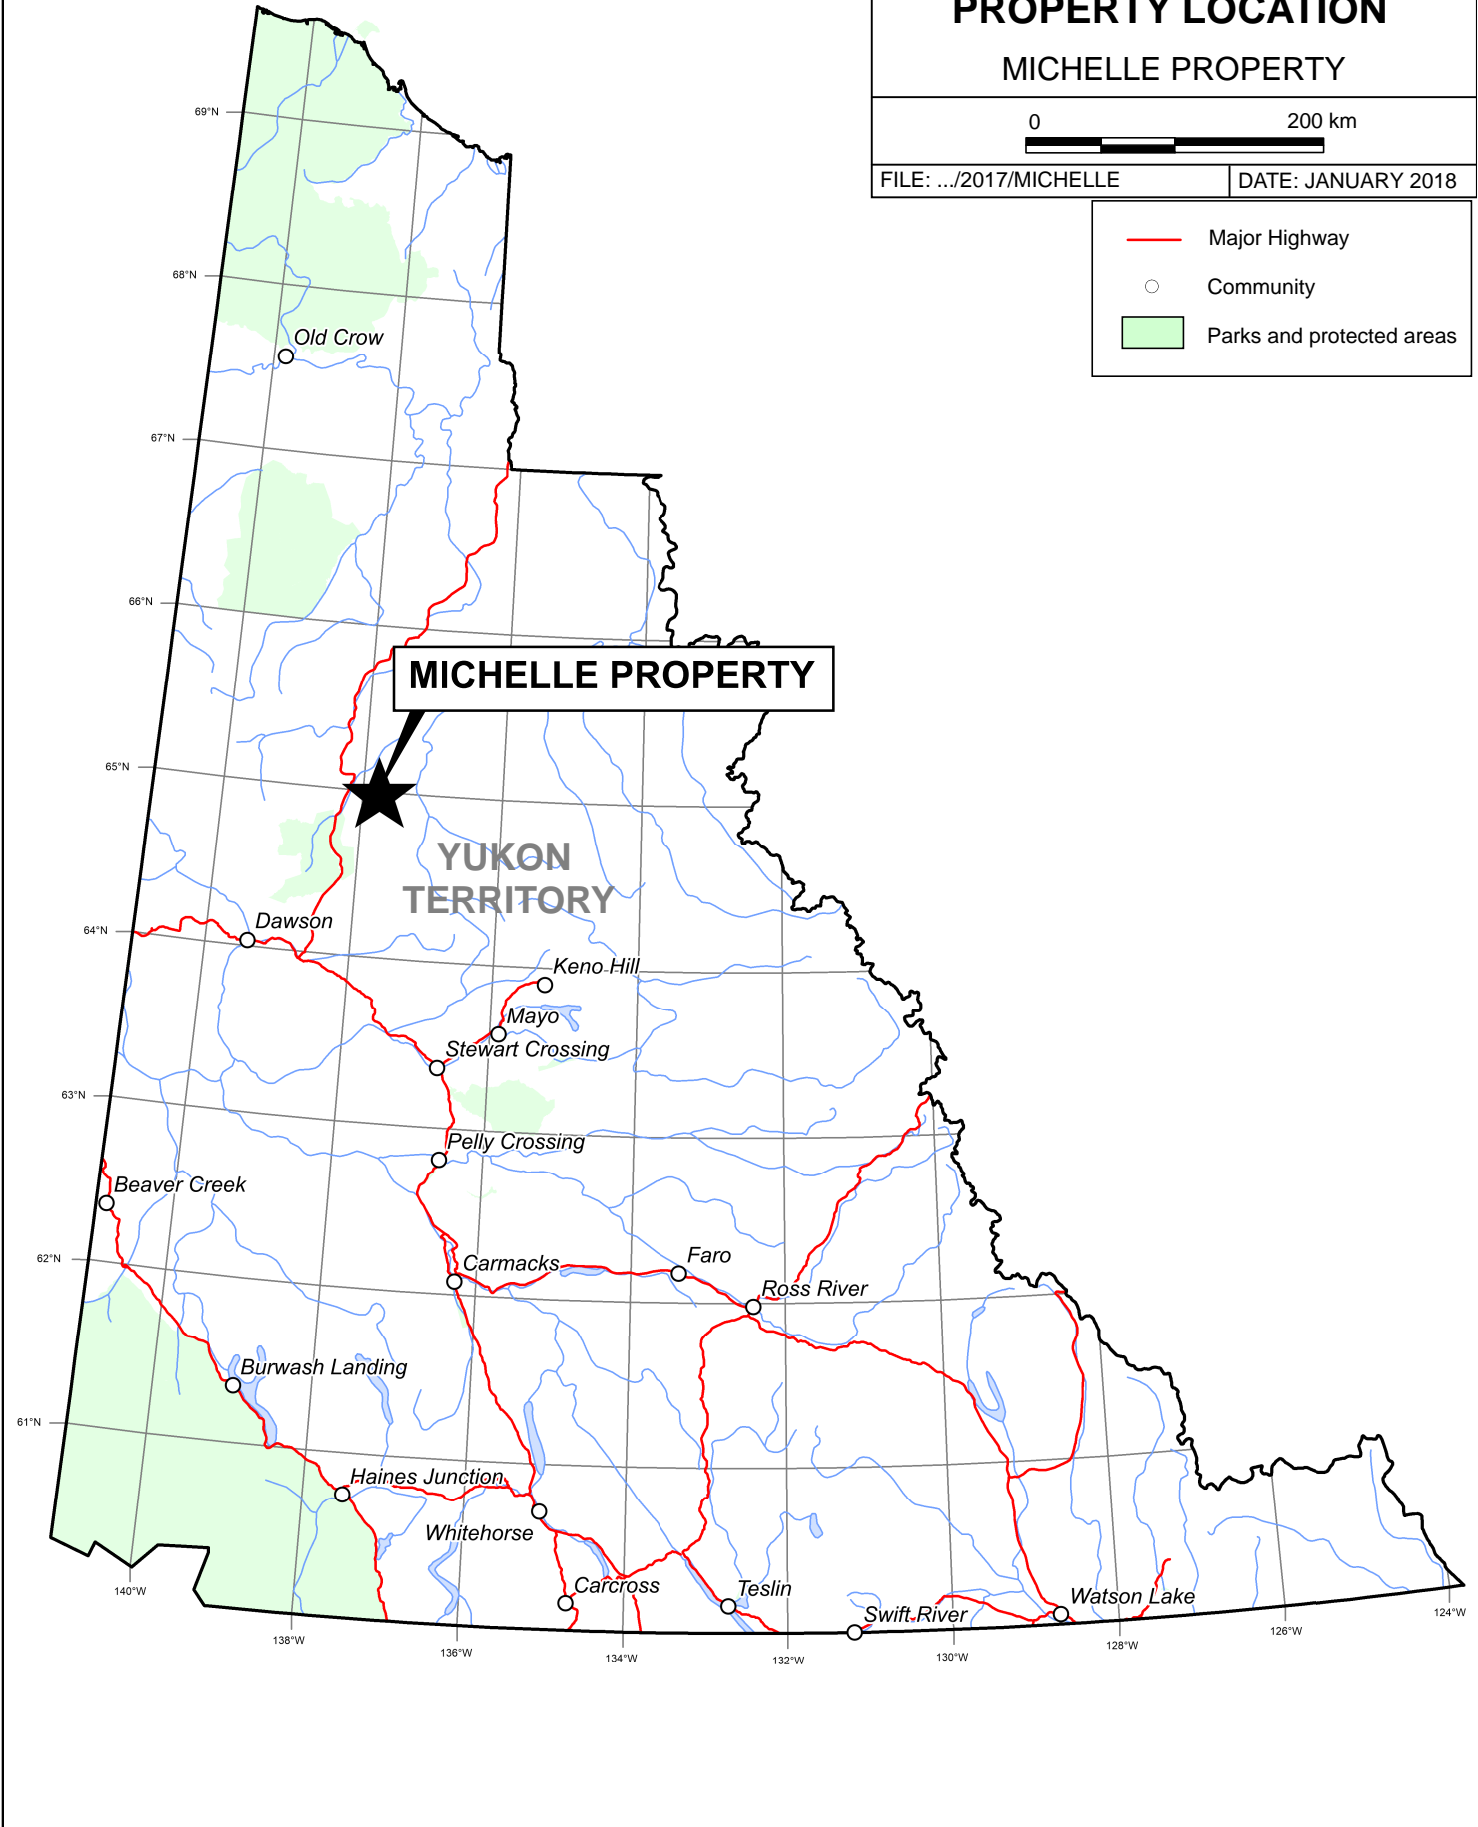 PROPERTY LOCATION
MICHELLE PROPERTY
0 200 km
FILE: .../2017/MICHELLE DATE: JANUARY 2018
Major Highway
Community
Parks and protected areas
69°N
68°N
Old Crow
67°N
66°N
MICHELLE PROPERTY
65°N
YUKON
TERRITORY
Dawson
64°N
Keno Hill
Mayo
Stewart Crossing
63°N
Pelly Crossing
Beaver Creek
62°N
Carmacks
Faro
Ross River
Burwash Landing
61°N
Haines Junction
Whitehorse
Carcross
Teslin
Swift River
Watson Lake
140°W
138°W
136°W
134°W
132°W
130°W
128°W
126°W
124°W